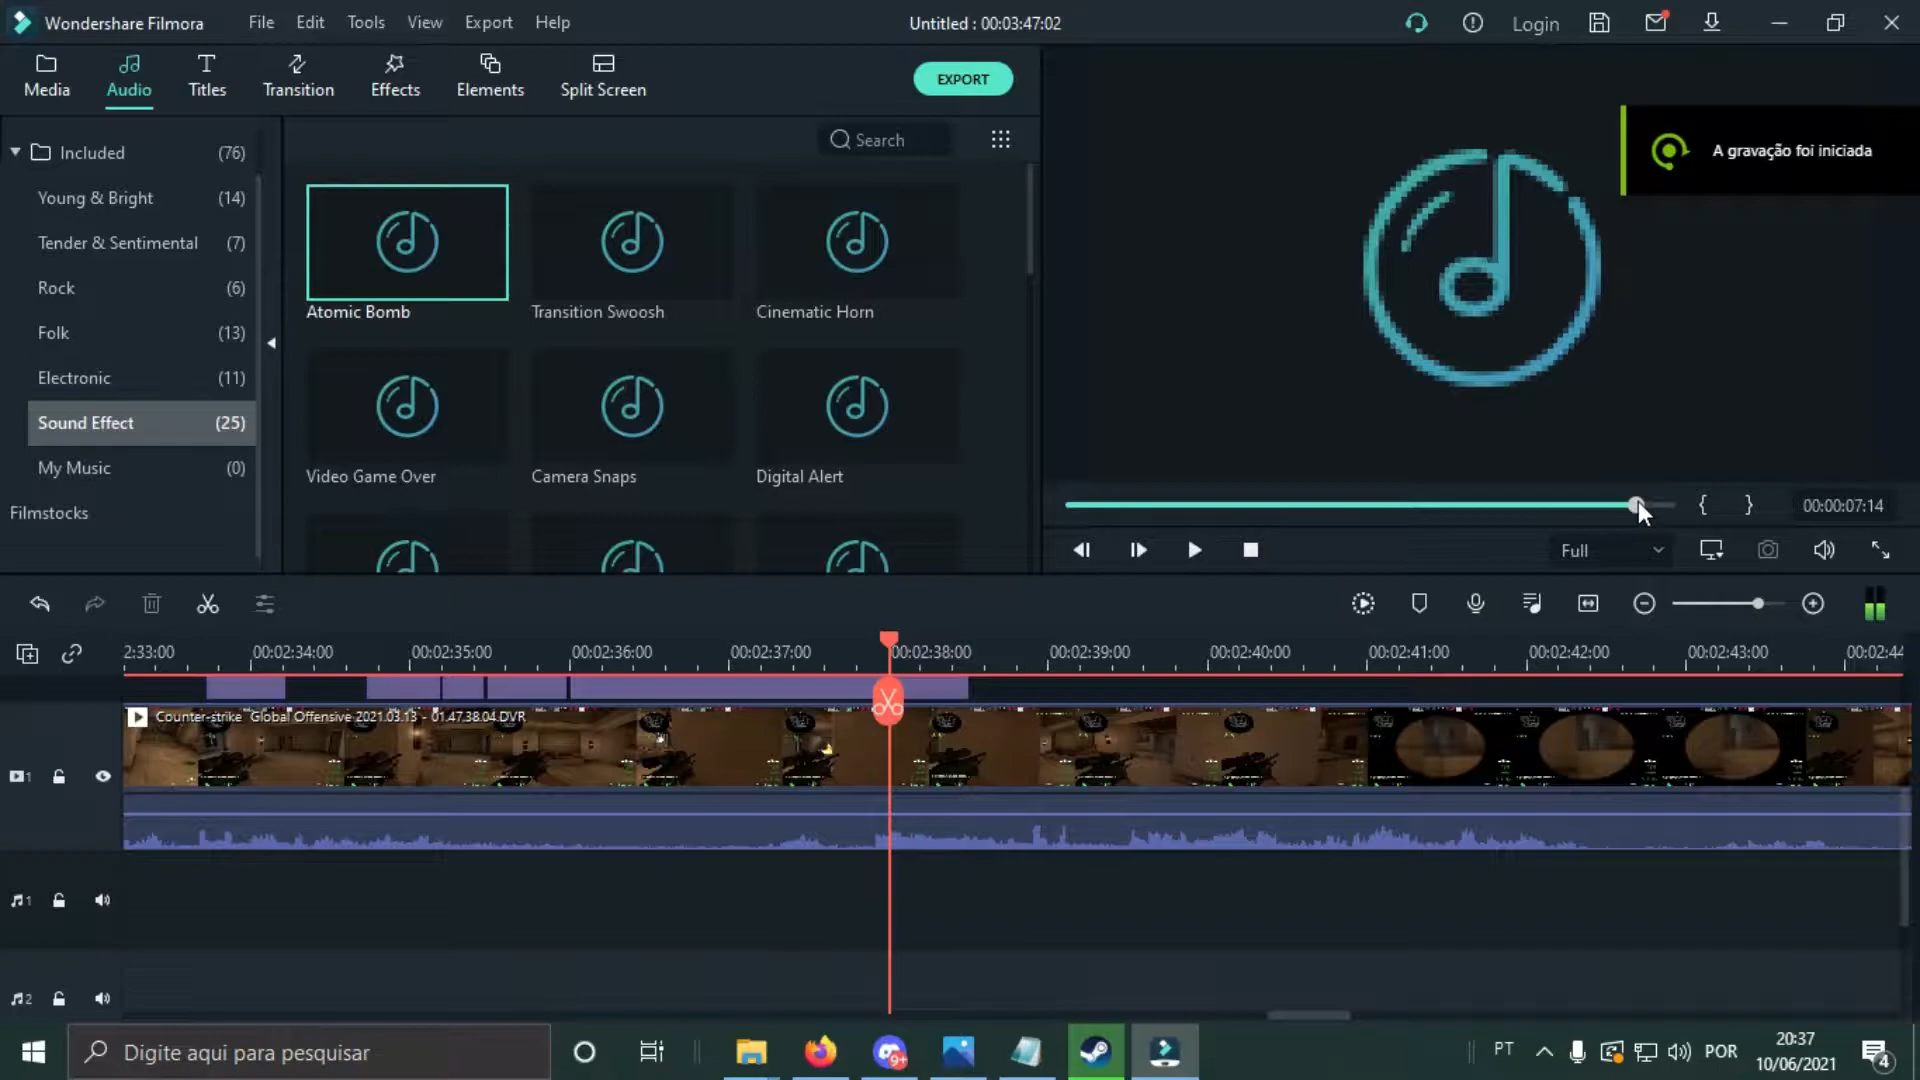 Wondershare Filmora File Edit Tools View Export Help Untitled : 00:03:47:02 Login
Media Audio Titles Transition Effects Elements Split Screen EXPORT
A gravação foi iniciada
Included (76)
Young & Bright (14)
Tender & Sentimental (7)
Rock (6)
Folk (13)
Electronic (11)
Sound Effect (25)
My Music (0)
Filmstocks
Search
Atomic Bomb Transition Swoosh Cinematic Horn
Video Game Over Camera Snaps Digital Alert
{ } 00:00:07:14
Full
2:33:00 00:02:34:00 00:02:35:00 00:02:36:00 00:02:37:00 00:02:38:00 00:02:39:00 00:02:40:00 00:02:41:00 00:02:42:00 00:02:43:00 00:02:44
Counter-strike Global Offensive 2021.03.13 - 01.47.38.04.DVR
1
1
2
Digite aqui para pesquisar 9+ PT POR 20:37
10/06/2021 4